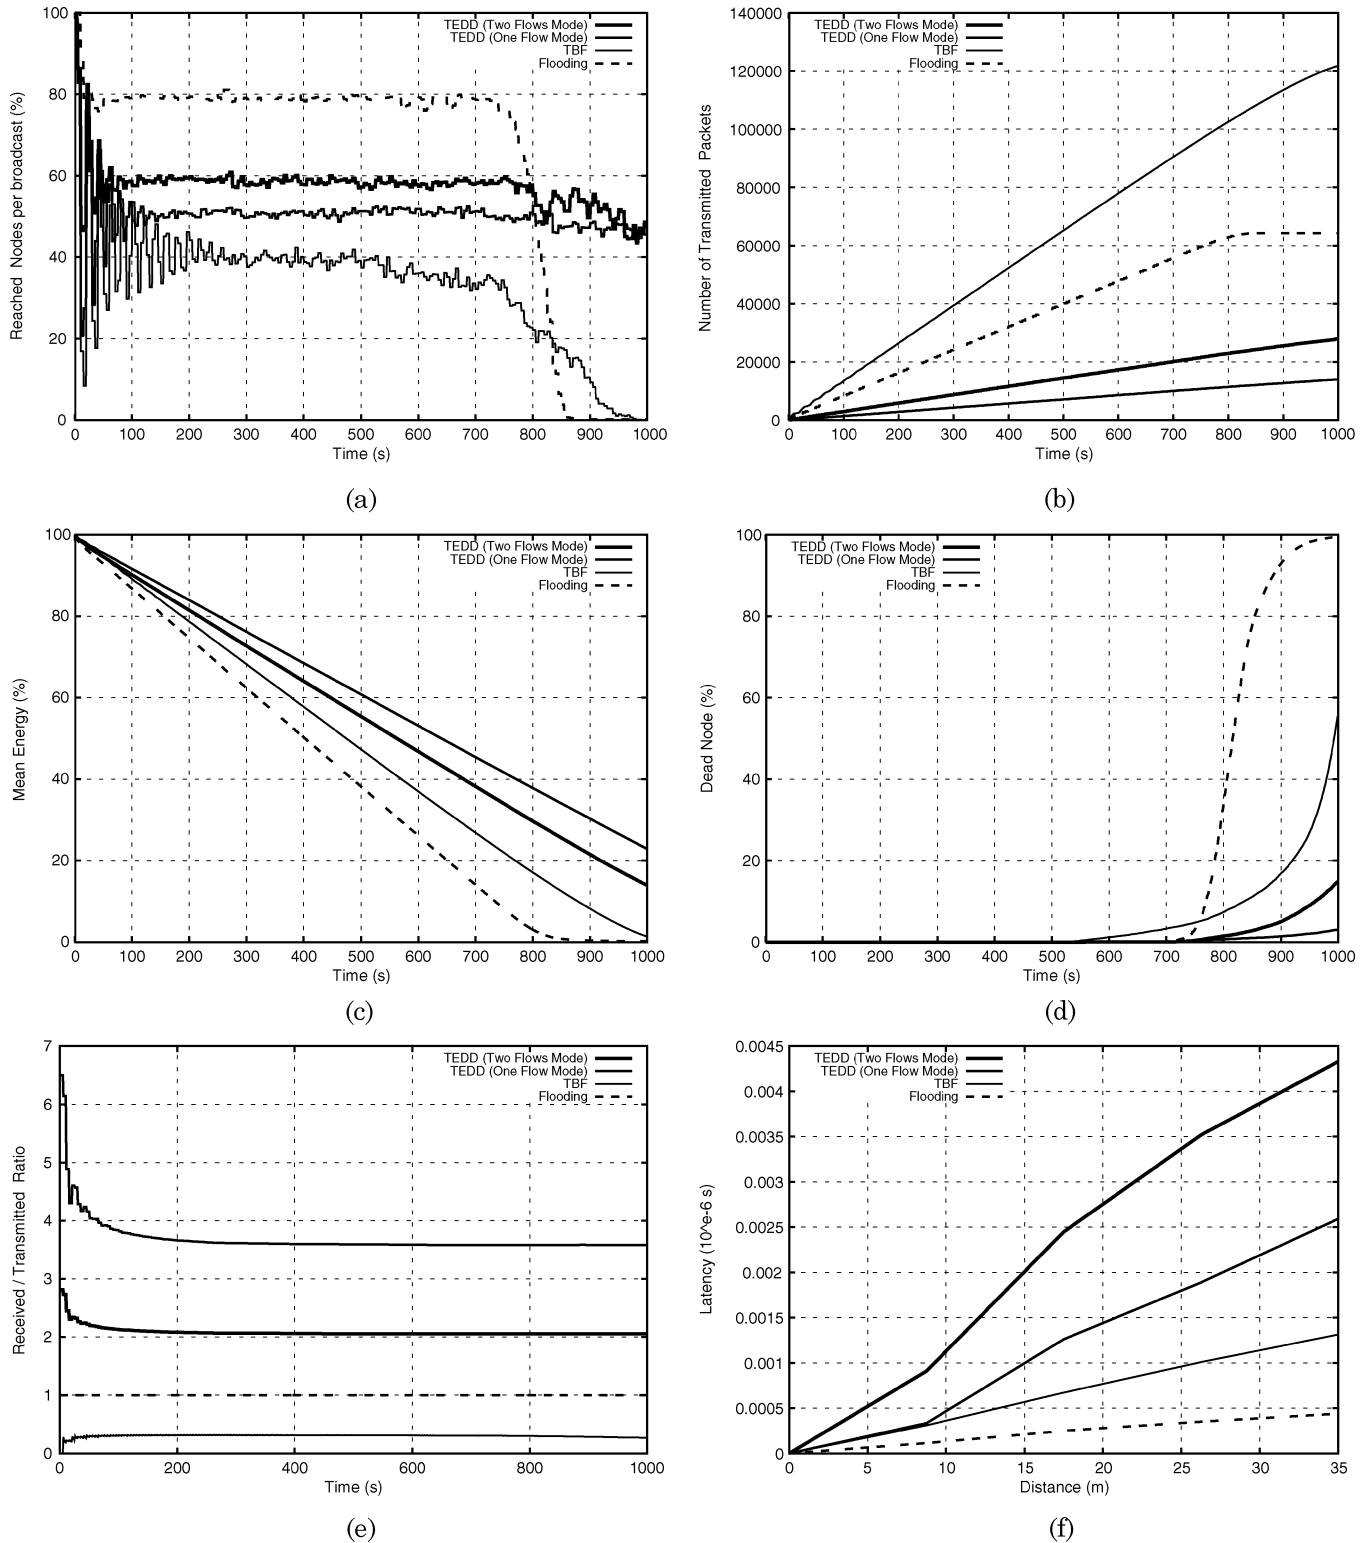 100
80
60
40
20
0
Reached Nodes per broadcast (%)
TEDD (Two Flows Mode)
TEDD (One Flow Mode)
TBF
Flooding
0 100 200 300 400 500 600 700 800 900 1000
Time (s)
(a)
140000
120000
100000
80000
60000
40000
20000
0
Number of Transmitted Packets
TEDD (Two Flows Mode)
TEDD (One Flow Mode)
TBF
Flooding
0 100 200 300 400 500 600 700 800 900 1000
Time (s)
(b)
100
80
60
40
20
0
Mean Energy (%)
TEDD (Two Flows Mode)
TEDD (One Flow Mode)
TBF
Flooding
0 100 200 300 400 500 600 700 800 900 1000
Time (s)
(c)
100
80
60
40
20
0
Dead Node (%)
TEDD (Two Flows Mode)
TEDD (One Flow Mode)
TBF
Flooding
0 100 200 300 400 500 600 700 800 900 1000
Time (s)
(d)
7
6
5
4
3
2
1
0
Received / Transmitted Ratio
TEDD (Two Flows Mode)
TEDD (One Flow Mode)
TBF
Flooding
0 200 400 600 800 1000
Time (s)
(e)
0.0045
0.004
0.0035
0.003
0.0025
0.002
0.0015
0.001
0.0005
0
Latency (10^e-6 s)
TEDD (Two Flows Mode)
TEDD (One Flow Mode)
TBF
Flooding
0 5 10 15 20 25 30 35
Distance (m)
(f)